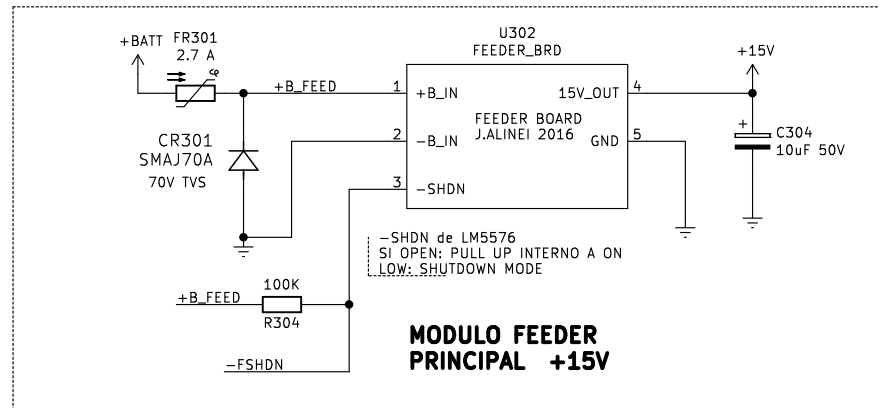 +BATT
FR301
2.7 A
+B_FEED
U302
FEEDER_BRD
+15V
1
+B_IN
15V_OUT
4
FEEDER BOARD
J.ALINEI 2016
2
-B_IN
GND
5
3
-SHDN
+
C304
10uF 50V
CR301
SMAJ70A
70V TVS
-SHDN de LM5576
SI OPEN: PULL UP INTERNO A ON
LOW: SHUTDOWN MODE
100K
+B_FEED
R304
-FSHDN
MODULO FEEDER
PRINCIPAL +15V